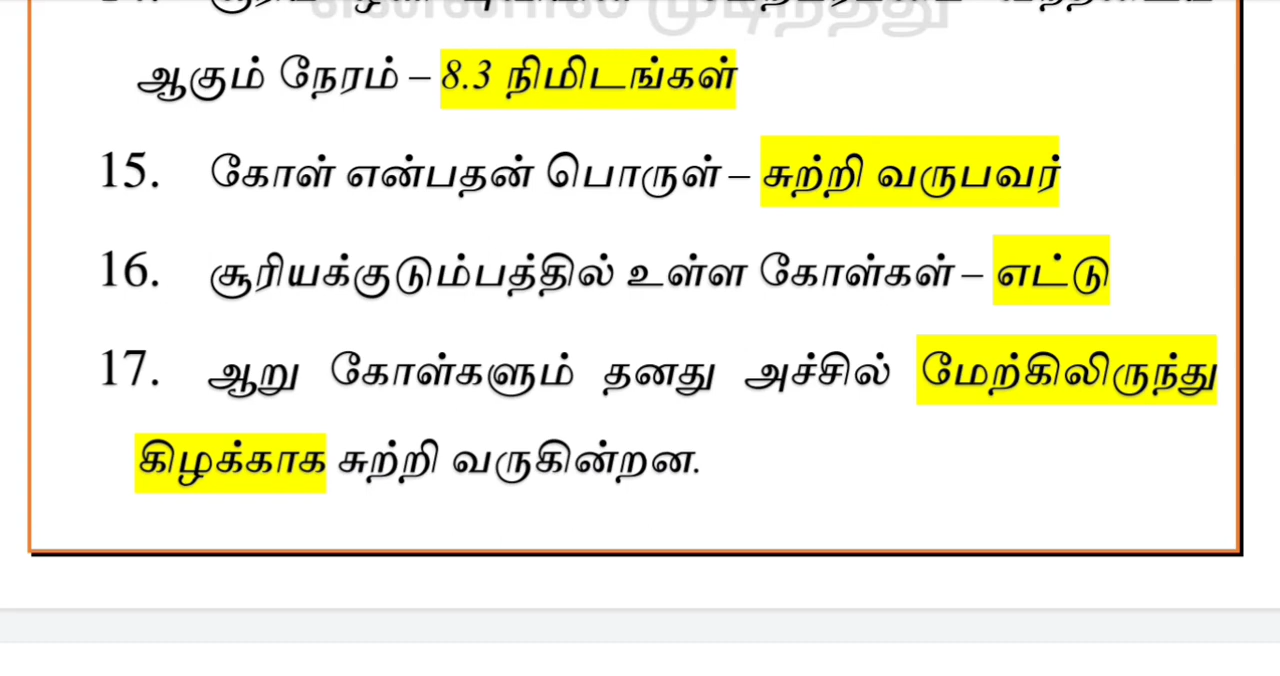 ஆகும் நேரம் – 8.3 நிமிடங்கள்
15. கோள் என்பதன் பொருள் – சுற்றி வருபவர்
16. சூரியக்குடும்பத்தில் உள்ள கோள்கள் – எட்டு
17. ஆறு கோள்களும் தனது அச்சில் மேற்கிலிருந்து
கிழக்காக சுற்றி வருகின்றன.